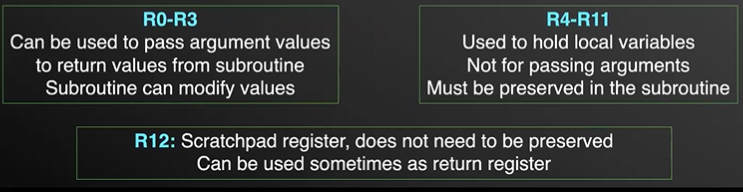 R0-R3
Can be used to pass argument values
to return values from subroutine
Subroutine can modify values
R4-R11
Used to hold local variables
Not for passing arguments
Must be preserved in the subroutine
R12: Scratchpad register, does not need to be preserved
Can be used sometimes as return register